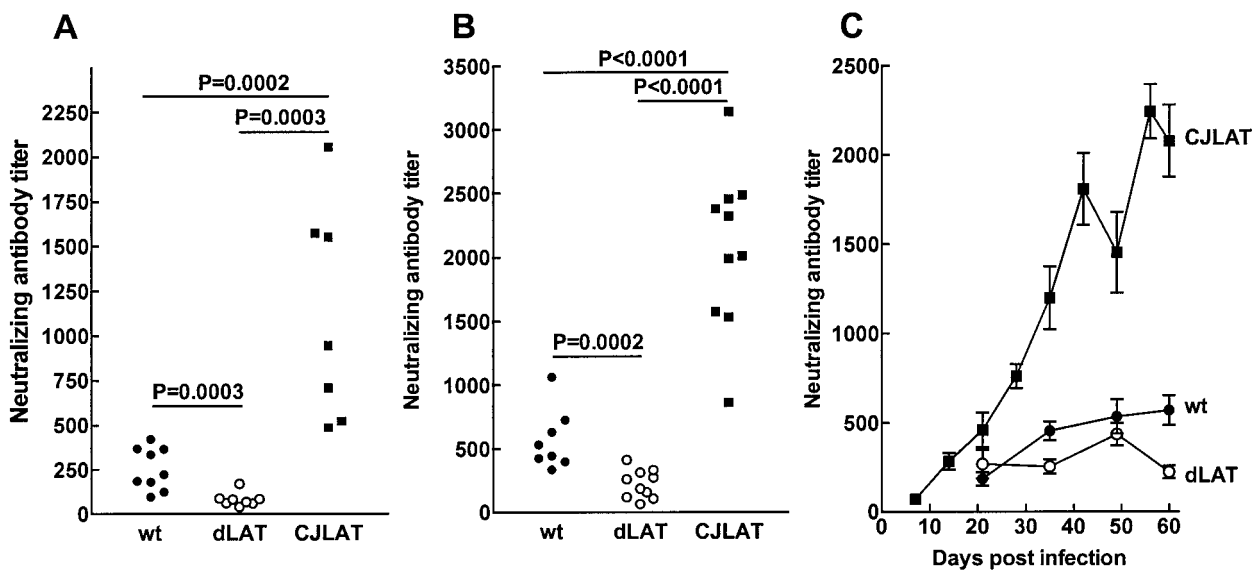 A
Neutralizing antibody titer
2250
2000
1750
1500
1250
1000
750
500
250
0
P=0.0002
P=0.0003
P=0.0003
wt dLAT CJLAT
B
Neutralizing antibody titer
3500
3000
2500
2000
1500
1000
500
0
P<0.0001
P<0.0001
P=0.0002
wt dLAT CJLAT
C
Neutralizing antibody titer
2500
2000
1500
1000
500
0
CJLAT
wt
dLAT
0 10 20 30 40 50 60
Days post infection